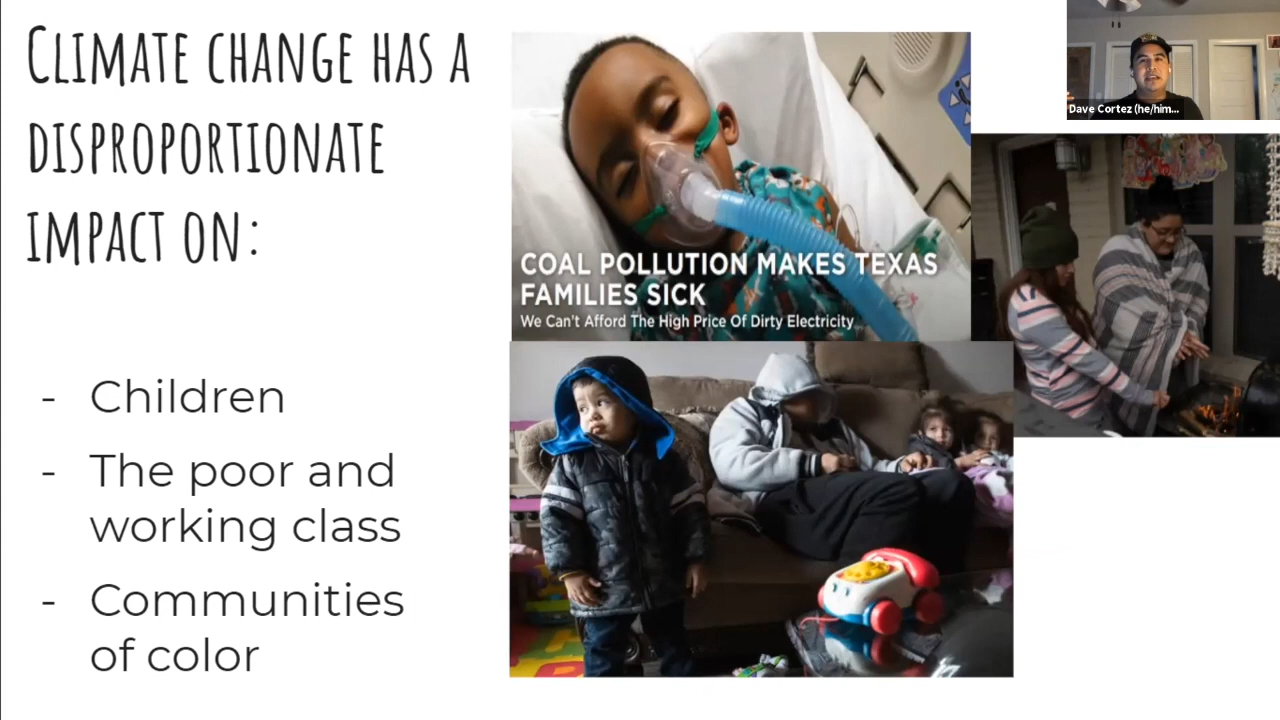 CLIMATE CHANGE HAS A
DISPROPORTIONATE
IMPACT ON:
- Children
- The poor and
working class
- Communities
of color
COAL POLLUTION MAKES TEXAS
FAMILIES SICK
We Can't Afford The High Price Of Dirty Electricity
Dave Cortez (he/him...